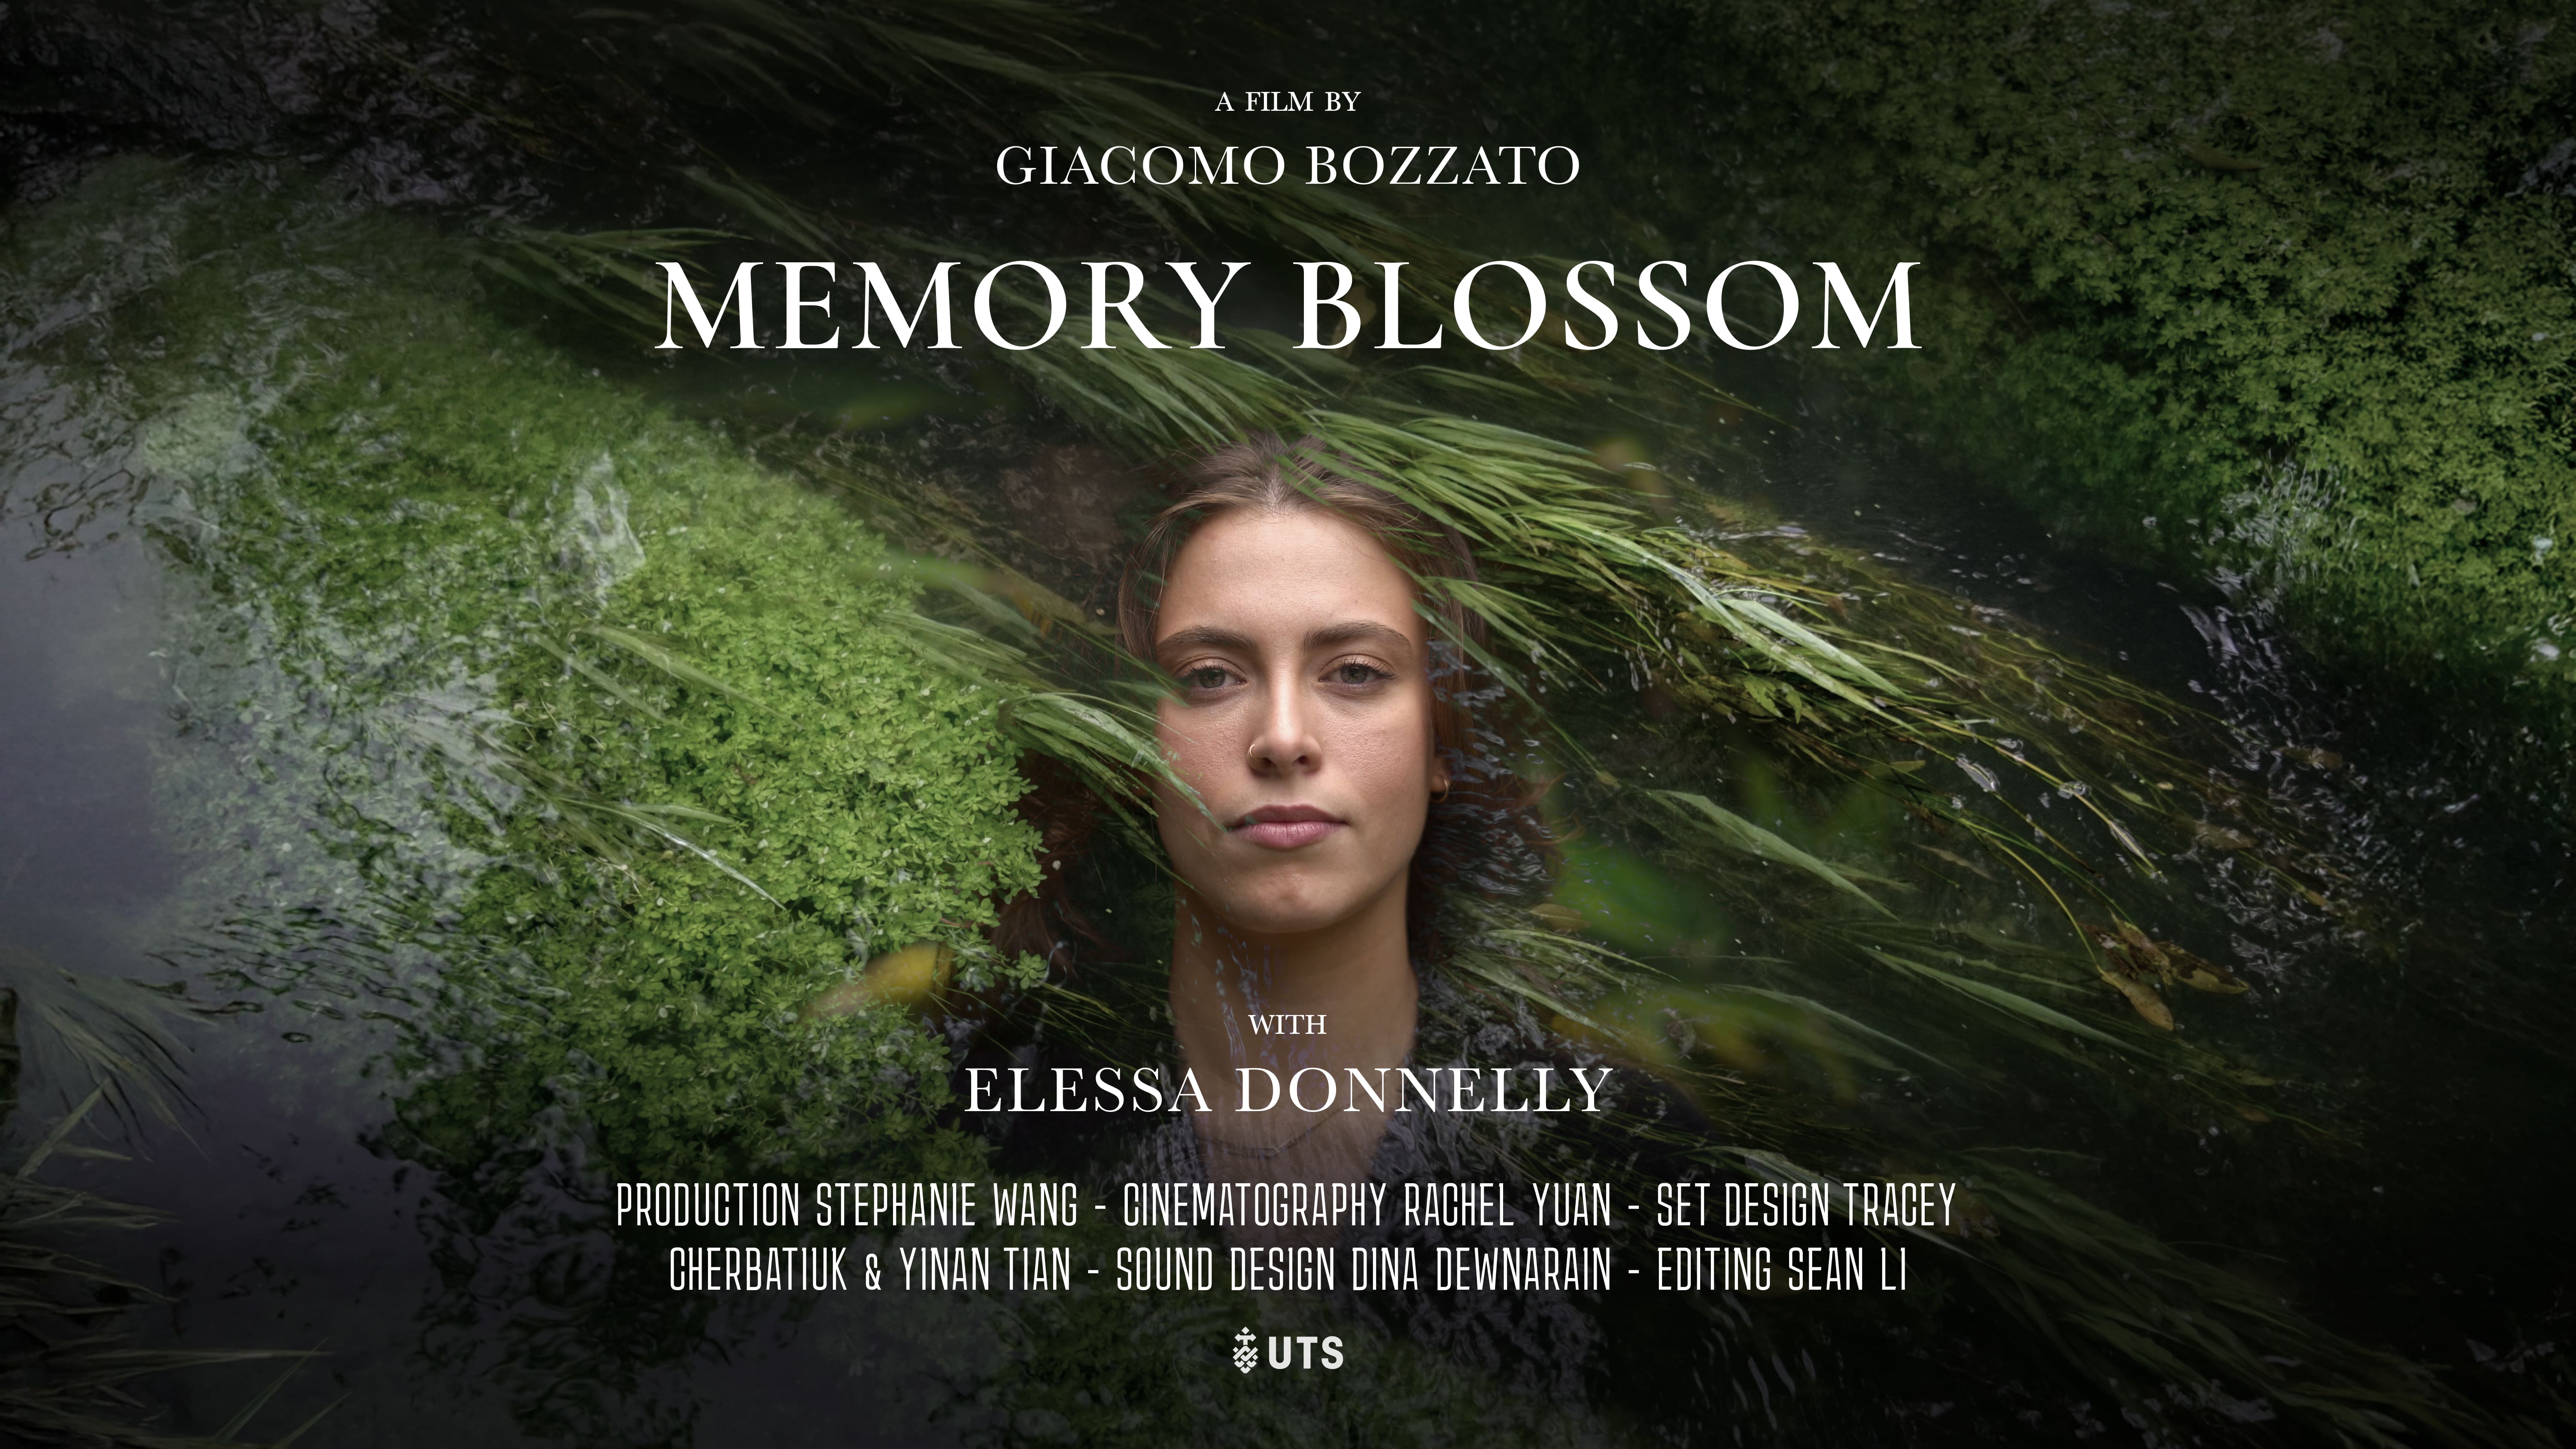 A FILM BY
GIACOMO BOZZATO
MEMORY BLOSSOM
WITH
ELESSA DONNELLY
PRODUCTION STEPHANIE WANG - CINEMATOGRAPHY RACHEL YUAN - SET DESIGN TRACEY
CHERBATIUK & YINAN TIAN - SOUND DESIGN DINA DEWNARAIN - EDITING SEAN LI
UTS